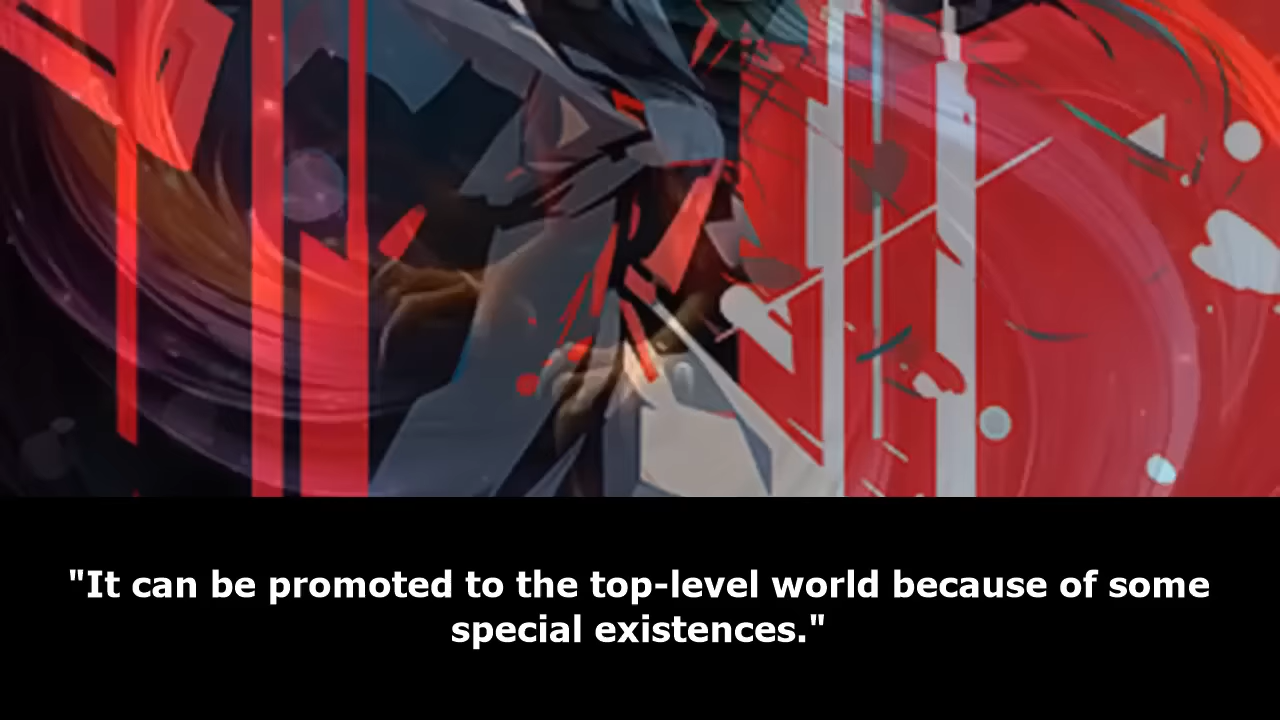 "It can be promoted to the top-level world because of some
special existences."